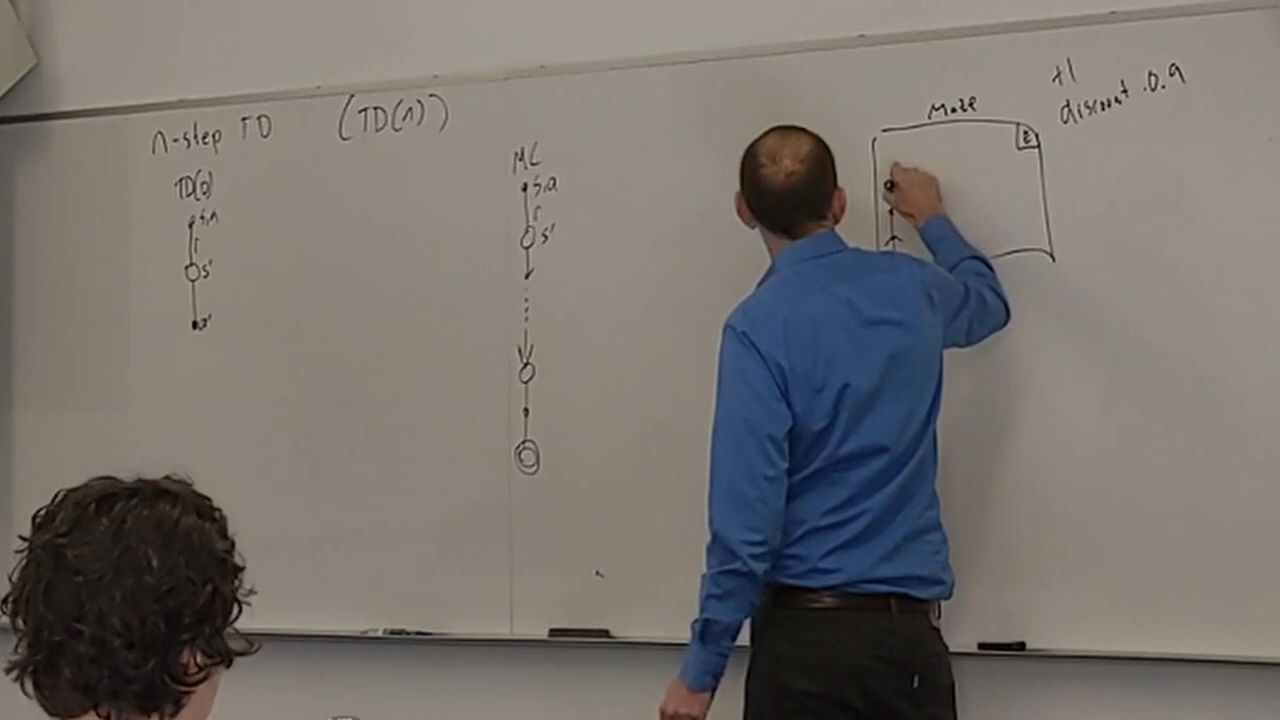 n-step TD (TD(n))
TD(0)
s,a
r
s'
a'
MC
s,a
r
s'
Maze
E
+1
discount 0.9